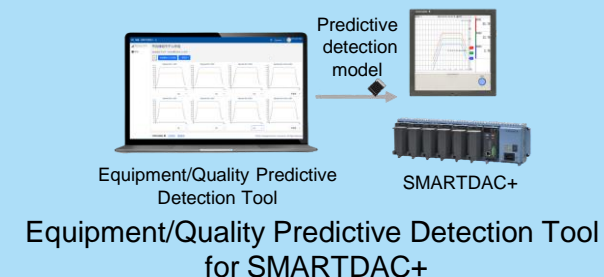 Predictive
detection
model
Equipment/Quality Predictive
Detection Tool
SMARTDAC+
Equipment/Quality Predictive Detection Tool
for SMARTDAC+